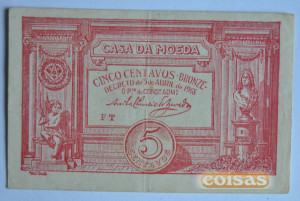 CASA DA MOEDA
CINCO CENTAVOS - BRONZE
DECRETO de 5 de ABRIL de 1918
FT
5
CENTAVOS
coisas